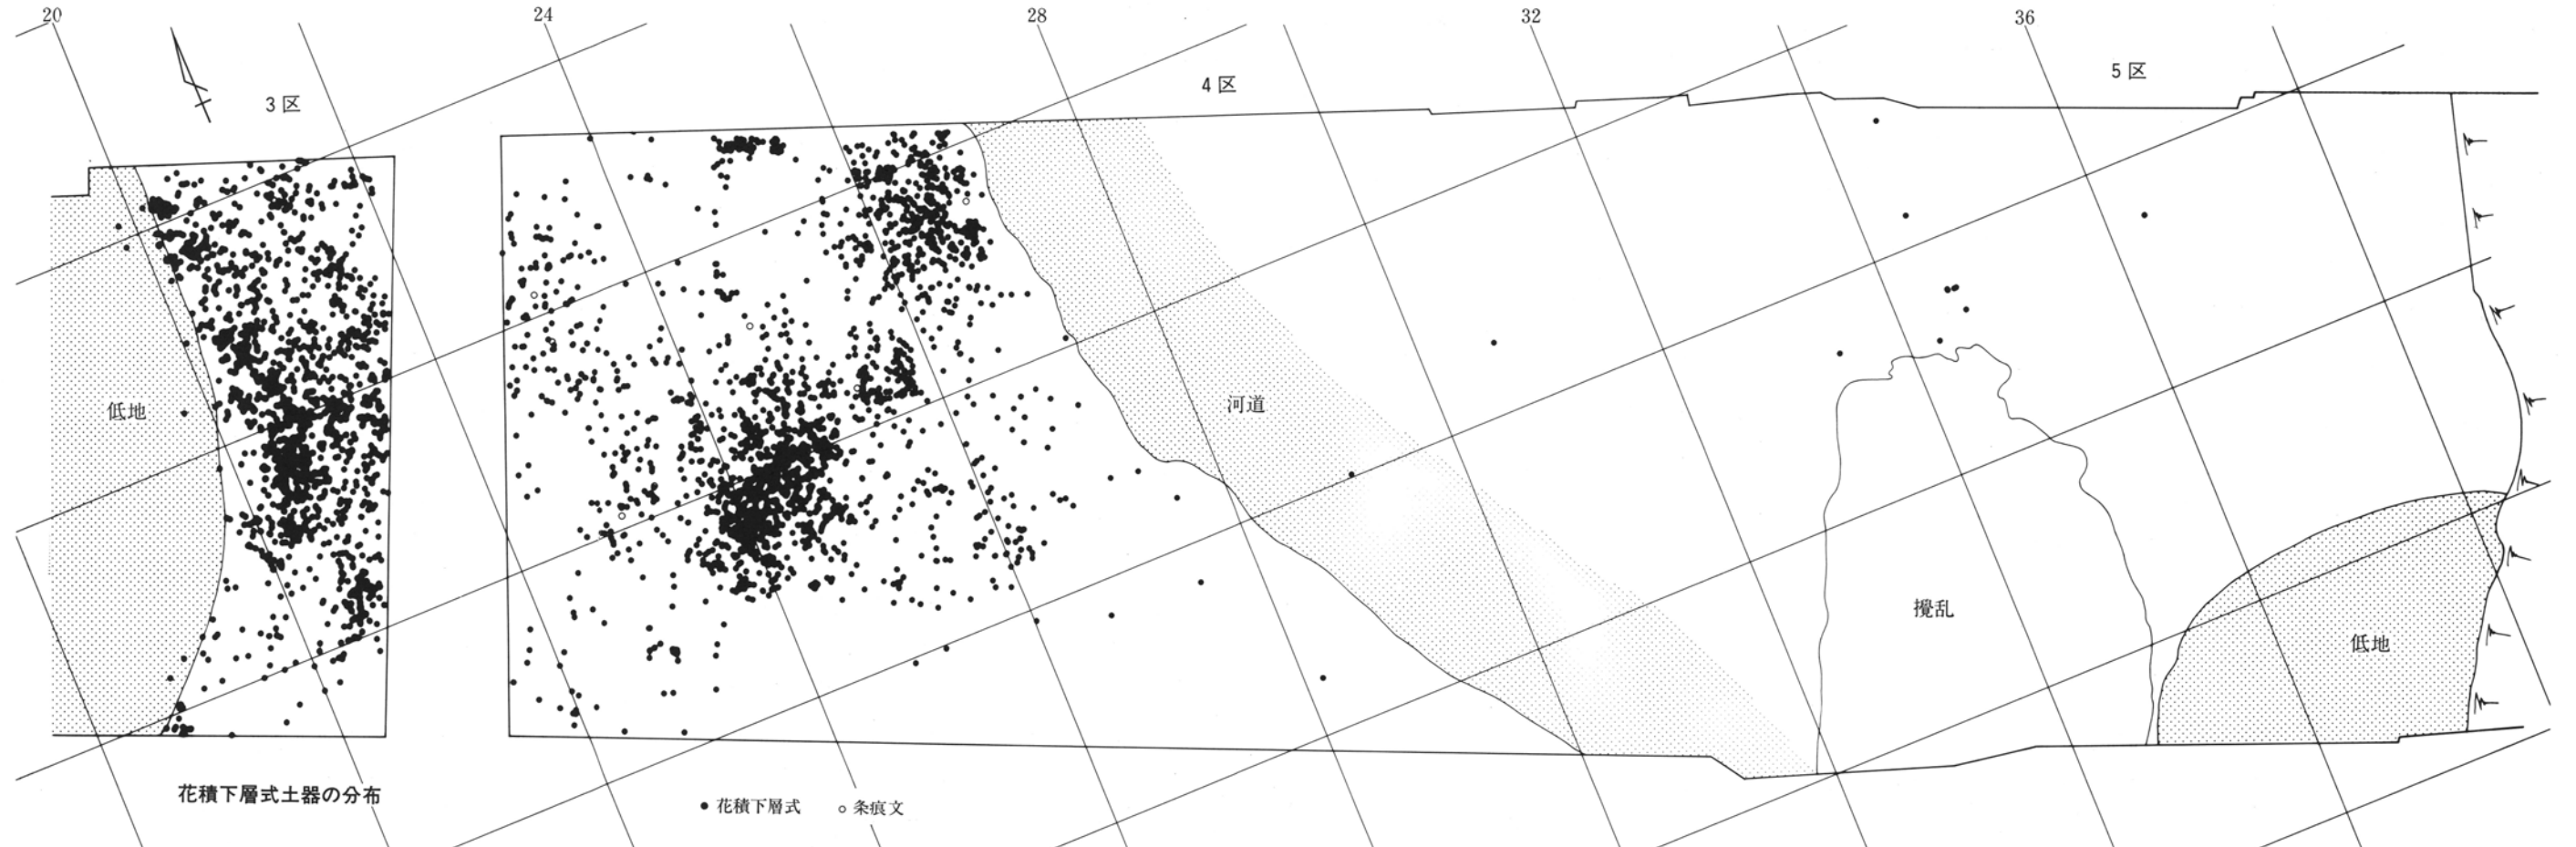 20
24
28
32
36
3区
4区
5区
低地
河道
攪乱
低地
花積下層式土器の分布
● 花積下層式 ○ 条痕文